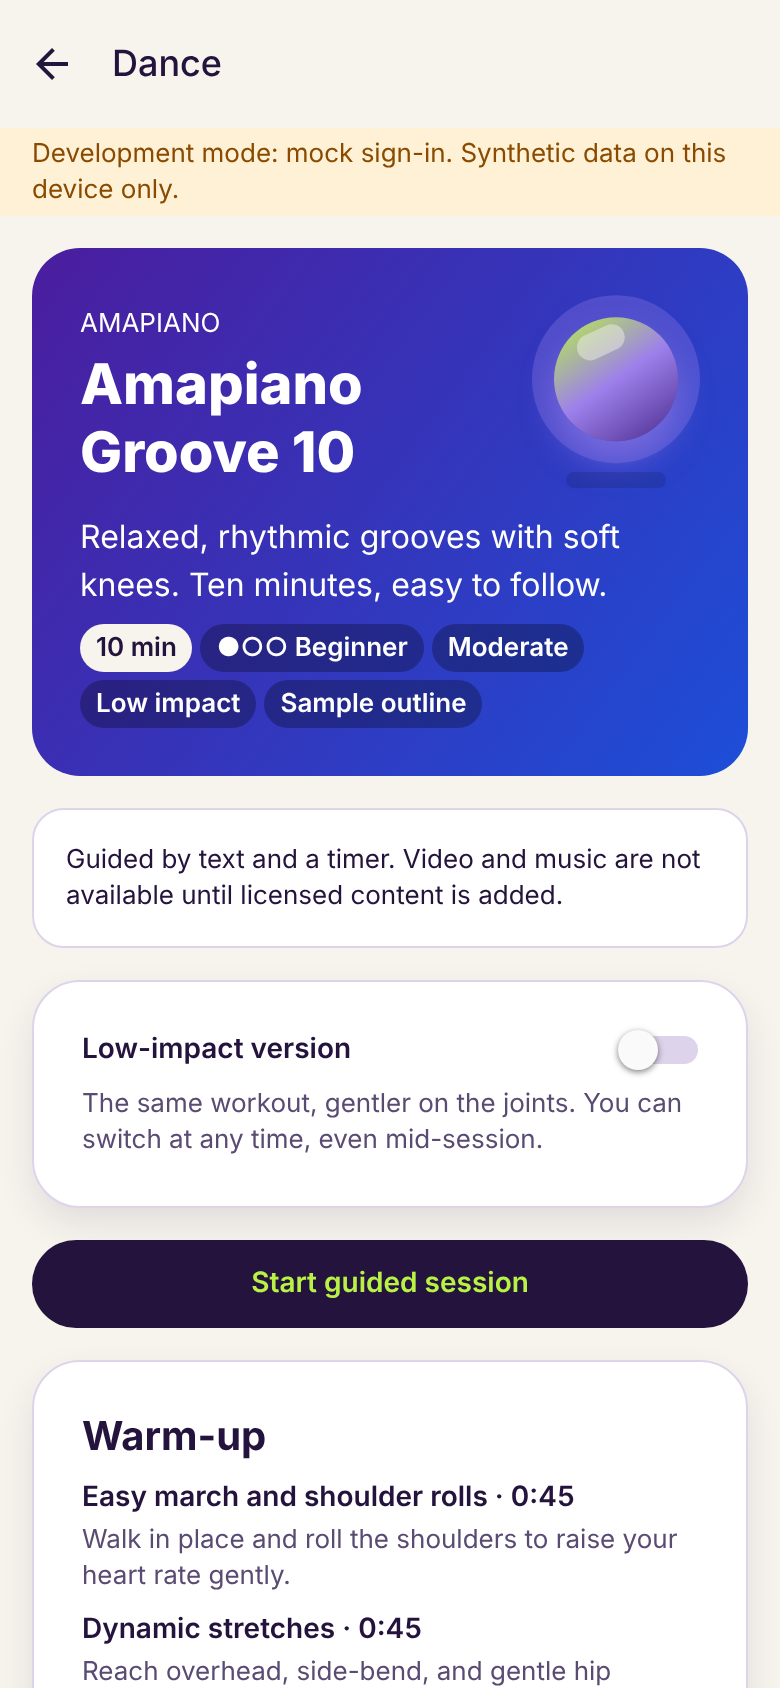 Dance
Development mode: mock sign-in. Synthetic data on this
device only.
AMAPIANO
Amapiano
Groove 10
Relaxed, rhythmic grooves with soft
knees. Ten minutes, easy to follow.
10 min
●○○ Beginner
Moderate
Low impact
Sample outline
Guided by text and a timer. Video and music are not
available until licensed content is added.
Low-impact version
The same workout, gentler on the joints. You can
switch at any time, even mid-session.
Start guided session
Warm-up
Easy march and shoulder rolls · 0:45
Walk in place and roll the shoulders to raise your
heart rate gently.
Dynamic stretches · 0:45
Reach overhead, side-bend, and gentle hip